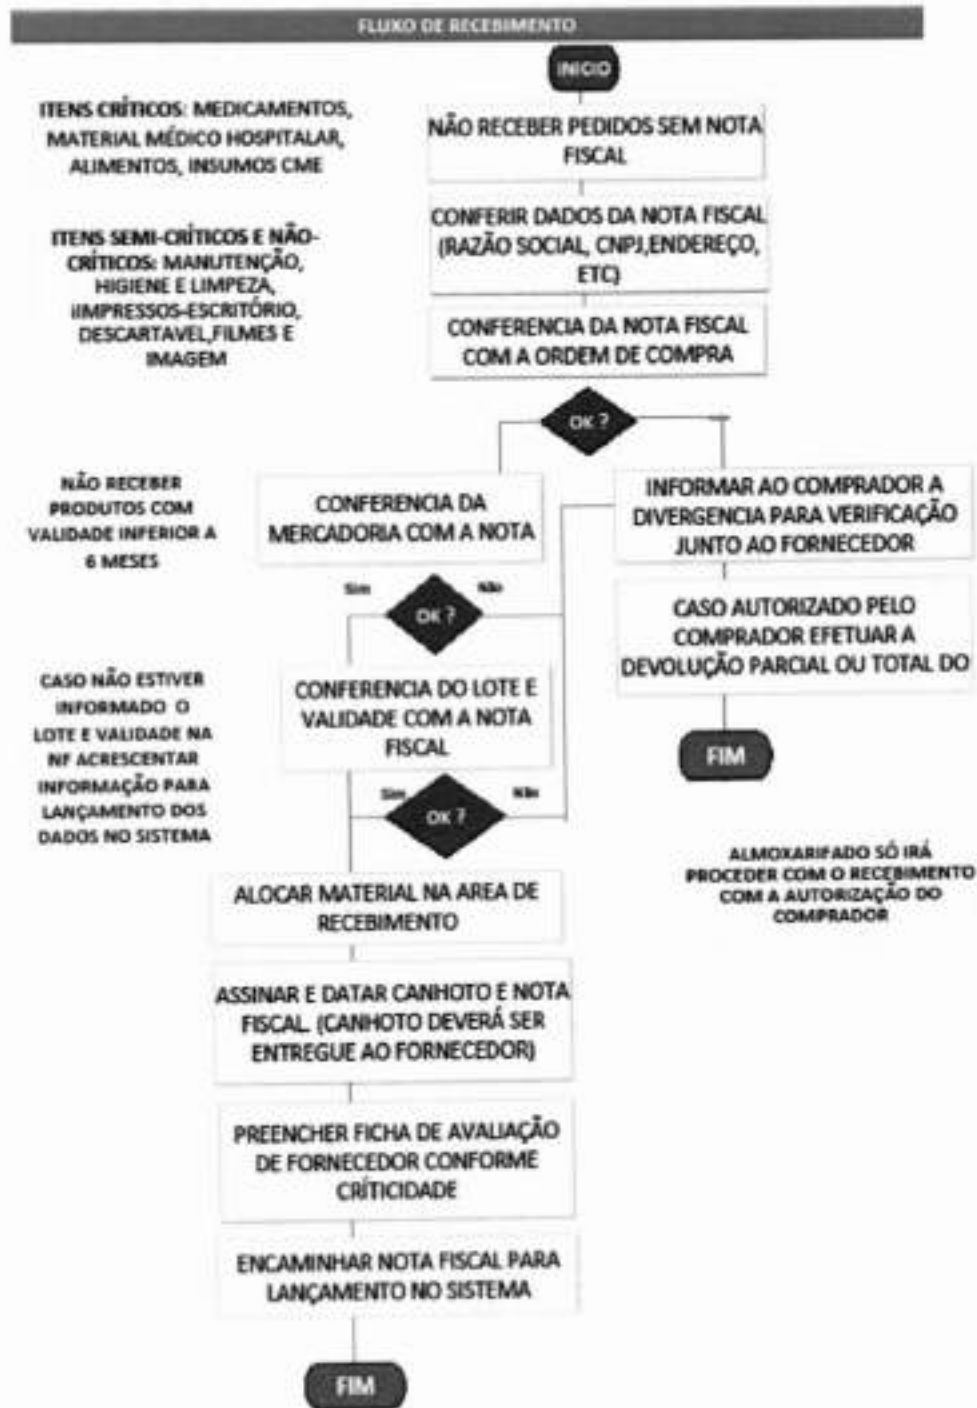 FLUXO DE RECEBIMENTO
INICIO
ITENS CRÍTICOS: MEDICAMENTOS,
MATERIAL MÉDICO HOSPITALAR,
ALIMENTOS, INSUMOS CME
NÃO RECEBER PEDIDOS SEM NOTA
FISCAL
CONFERIR DADOS DA NOTA FISCAL
(RAZÃO SOCIAL, CNPJ,ENDEREÇO,
ETC)
ITENS SEMI-CRÍTICOS E NÃO-
CRÍTICOS: MANUTENÇÃO,
HIGIENE E LIMPEZA,
IIMPRESSOS-ESCRITÓRIO,
DESCARTAVEL,FILMES E
IMAGEM
CONFERENCIA DA NOTA FISCAL
COM A ORDEM DE COMPRA
OK ?
NÃO RECEBER
PRODUTOS COM
VALIDADE INFERIOR A
6 MESES
CONFERENCIA DA
MERCADORIA COM A NOTA
INFORMAR AO COMPRADOR A
DIVERGENCIA PARA VERIFICAÇÃO
JUNTO AO FORNECEDOR
Sim
Não
OK ?
CASO AUTORIZADO PELO
COMPRADOR EFETUAR A
DEVOLUÇÃO PARCIAL OU TOTAL DO
CASO NÃO ESTIVER
INFORMADO O
LOTE E VALIDADE NA
NF ACRESCENTAR
INFORMAÇÃO PARA
LANÇAMENTO DOS
DADOS NO SISTEMA
CONFERENCIA DO LOTE E
VALIDADE COM A NOTA
FISCAL
FIM
Sim
Não
OK ?
ALMOXARIFADO SÓ IRÁ
PROCEDER COM O RECEBIMENTO
COM A AUTORIZAÇÃO DO
COMPRADOR
ALOCAR MATERIAL NA AREA DE
RECEBIMENTO
ASSINAR E DATAR CANHOTO E NOTA
FISCAL. (CANHOTO DEVERÁ SER
ENTREGUE AO FORNECEDOR)
PREENCHER FICHA DE AVALIAÇÃO
DE FORNECEDOR CONFORME
CRÍTICIDADE
ENCAMINHAR NOTA FISCAL PARA
LANÇAMENTO NO SISTEMA
FIM